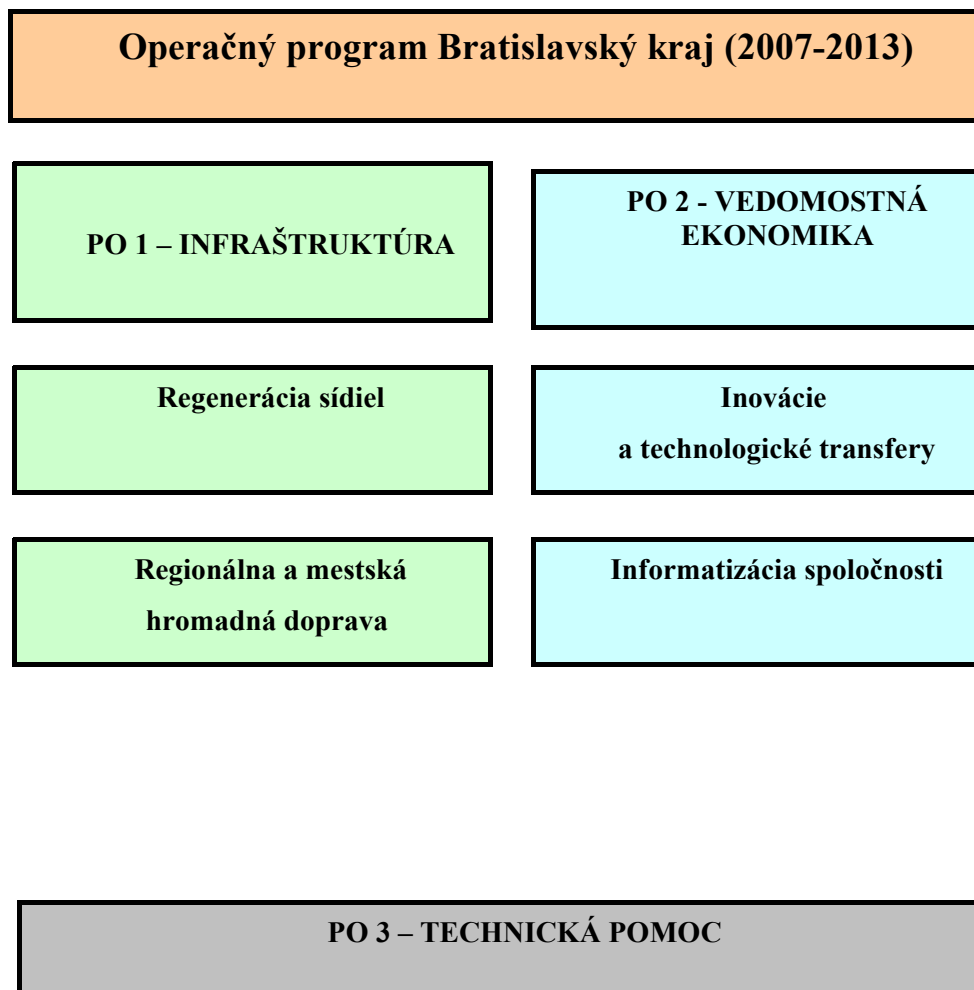 Operačný program Bratislavský kraj (2007-2013)
PO 1 – INFRAŠTRUKTÚRA
PO 2 - VEDOMOSTNÁ
EKONOMIKA
Regenerácia sídiel
Inovácie
a technologické transfery
Regionálna a mestská
hromadná doprava
Informatizácia spoločnosti
PO 3 – TECHNICKÁ POMOC